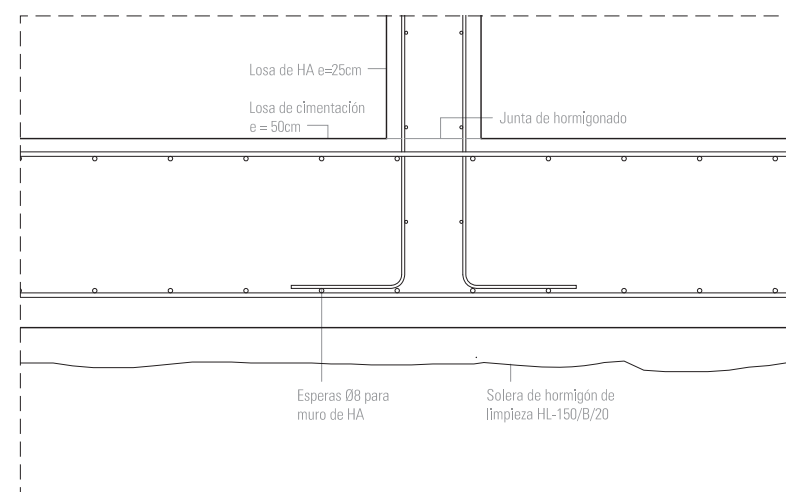 Losa de HA e=25cm
Losa de cimentación
e = 50cm
Junta de hormigonado
Esperas Ø8 para
muro de HA
Solera de hormigón de
limpieza HL-150/B/20